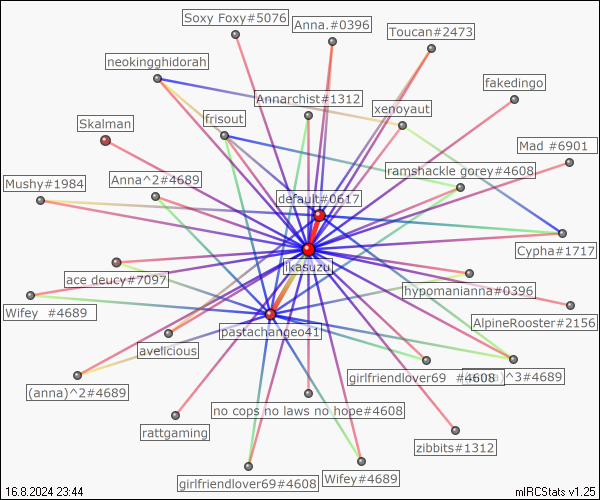 Soxy Foxy#5076
Anna.#0396
Toucan#2473
neokingghidorah
fakedingo
Annarchist#1312
xenoyaut
frisout
Skalman
Mad #6901
ramshackle gorey#4608
Mushy#1984
Anna^2#4689
default#0617
Cypha#1717
ikasuzu
ace deucy#7097
hypomanianna#0396
Wifey #4689
AlpineRooster#2156
pastachangeo41
avelicious
girlfriendlover69 #4608
^3#4689
(anna)^2#4689
no cops no laws no hope#4608
rattgaming
zibbits#1312
girlfriendlover69#4608
Wifey#4689
16.8.2024 23:44
mIRCStats v1.25